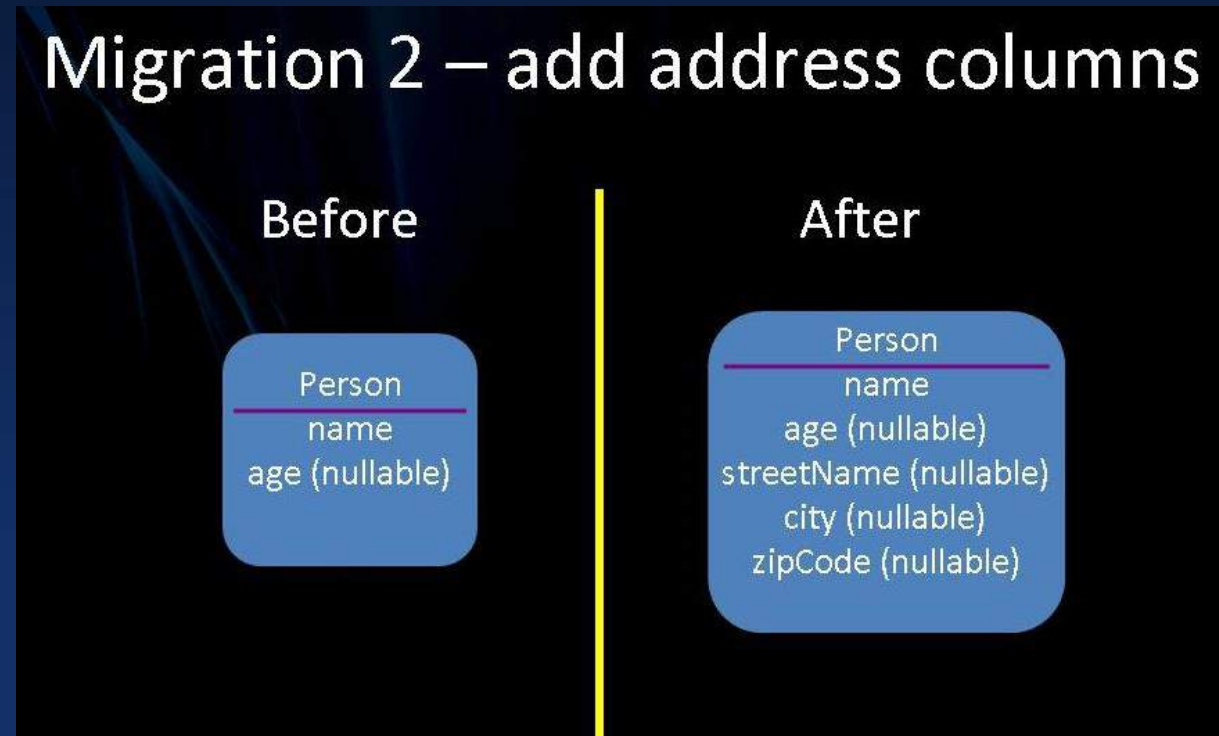 Migration 2 – add address columns
Before
Person
name
age (nullable)
After
Person
name
age (nullable)
streetName (nullable)
city (nullable)
zipCode (nullable)